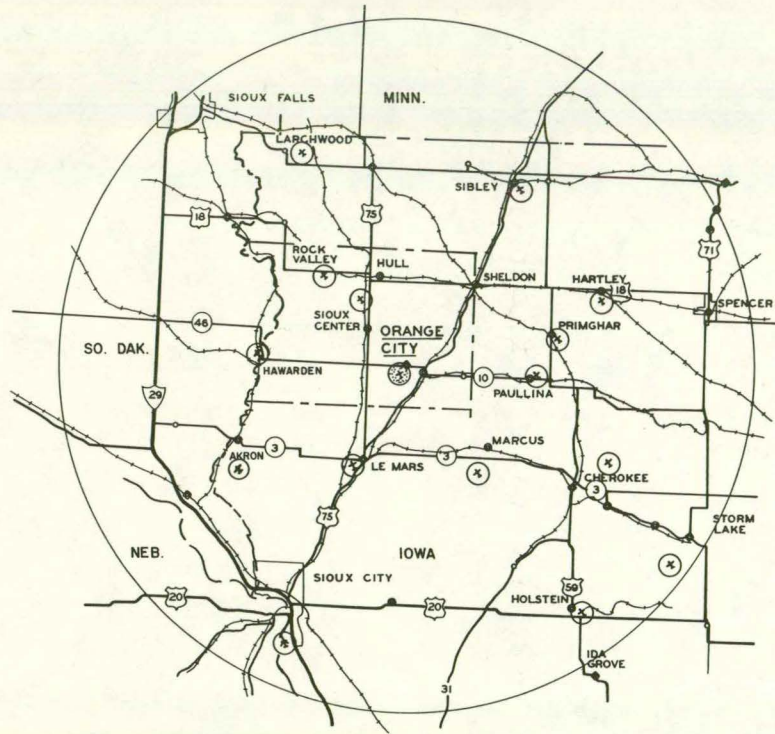 SIOUX FALLS
MINN.
LARCHWOOD
75
SIBLEY
18
71
ROCK
VALLEY
HULL
SHELDON
HARTLEY
18
SPENCER
SIOUX
CENTER
46
ORANGE
CITY
PRIMGHAR
SO. DAK.
HAWARDEN
29
10
PAULLINA
AKRON
3
LE MARS
3
MARCUS
CHEROKEE
3
75
STORM
LAKE
NEB.
IOWA
SIOUX CITY
20
20
59
HOLSTEIN
IDA
GROVE
31